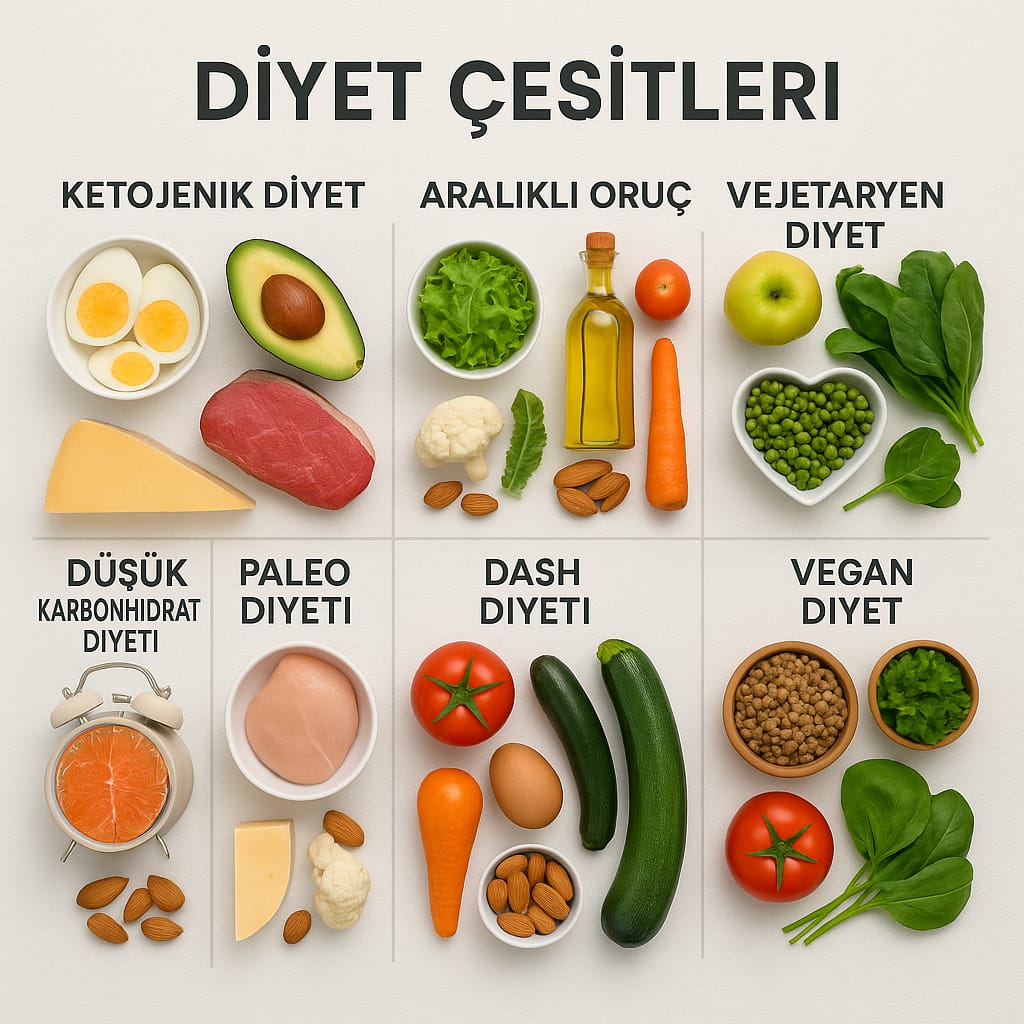 DİYET ÇEŞİTLERI
KETOJENIK DİYET
ARALIKLI ORUÇ
VEJETARYEN
DIYET
DÜŞÜK
KARBONHIDRAT
DIYETI
PALEO
DIYETI
DASH
DIYETI
VEGAN
DIYET